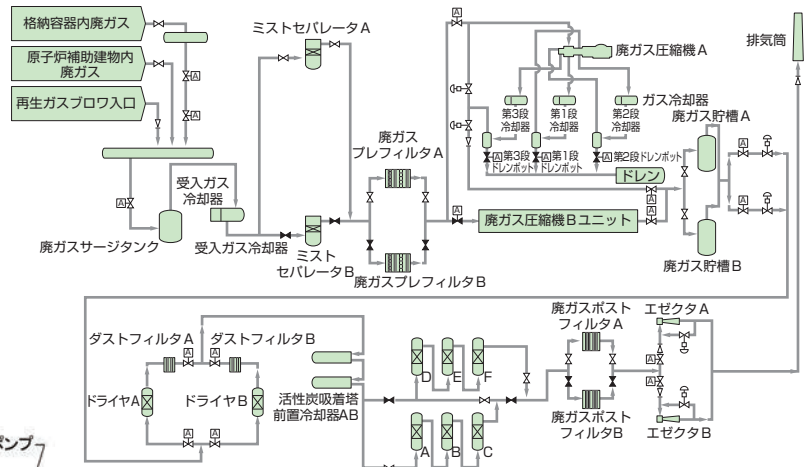 格納容器内廃ガス
原子炉補助建物内
廃ガス
再生ガスブロワ入口
A
A
A
廃ガスサージタンク
受入ガス
冷却器
受入ガス冷却器
ミストセパレータA
ミスト
セパレータB
廃ガス
プレフィルタA
廃ガスプレフィルタB
A
A
廃ガス圧縮機A
ガス冷却器
第3段
冷却器
第1段
冷却器
第2段
冷却器
A第3段
ドレンポット
A第1段
ドレンポット
A第2段ドレンポット
ドレン
A
A
廃ガス圧縮機Bユニット
廃ガス貯槽A
廃ガス貯槽B
A
A
A
A
排気筒
ダストフィルタA
ダストフィルタB
A
A
ドライヤA
ドライヤB
A
A
活性炭吸着塔
前置冷却器AB
D
E
F
A
B
C
廃ガスポスト
フィルタA
廃ガスポスト
フィルタB
エゼクタA
A
A
エゼクタB
ポンプ